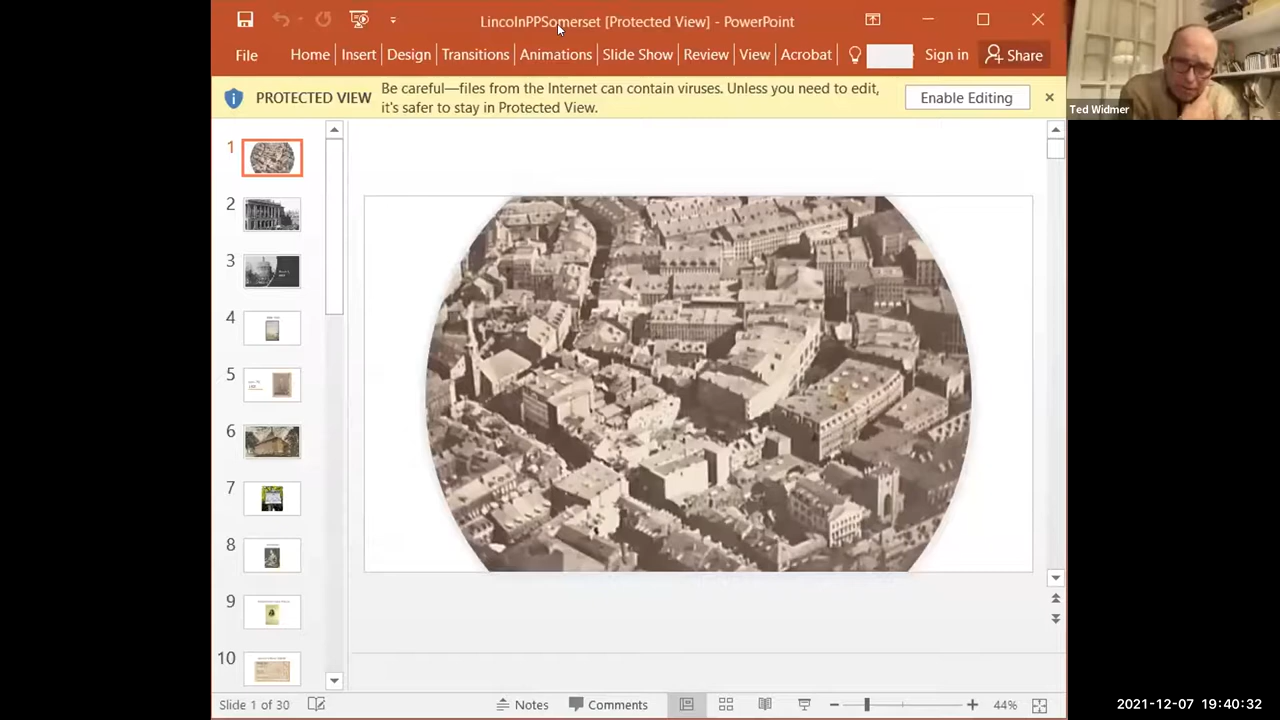 LincolnPPSomerset [Protected View] - PowerPoint
File Home Insert Design Transitions Animations Slide Show Review View Acrobat Sign in Share
PROTECTED VIEW
Be careful—files from the Internet can contain viruses. Unless you need to edit,
it's safer to stay in Protected View.
Enable Editing
Ted Widmer
1
2
3
4
5
6
7
8
9
10
Slide 1 of 30
Notes
Comments
44%
2021-12-07 19:40:32